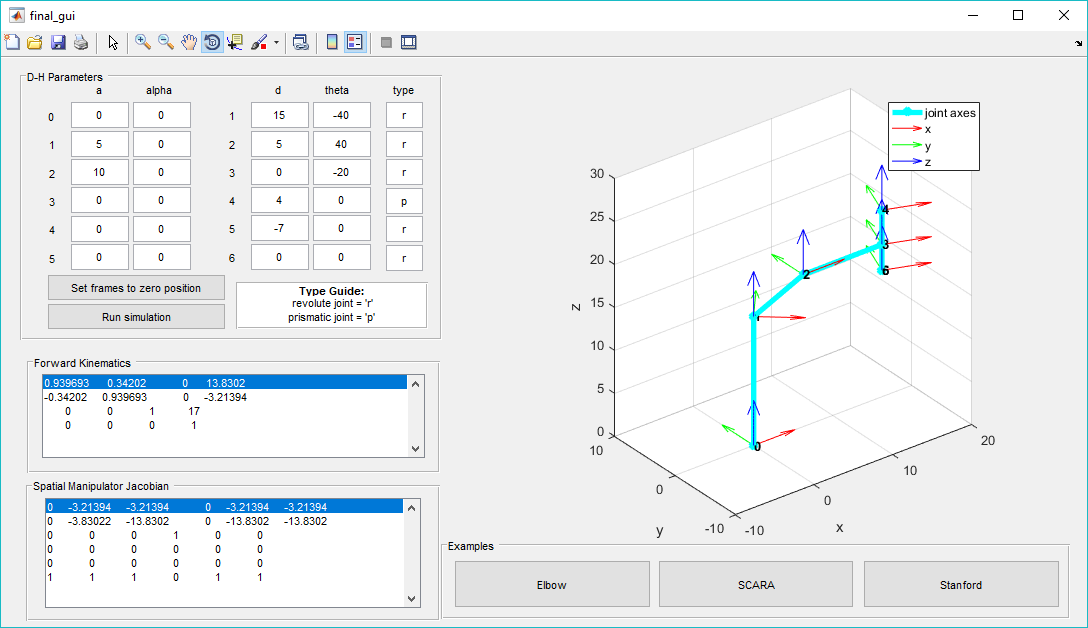 final_gui
D-H Parameters
a alpha d theta type
0 0 0 1 15 -40 r
1 5 0 2 5 40 r
2 10 0 3 0 -20 r
3 0 0 4 4 0 p
4 0 0 5 -7 0 r
5 0 0 6 0 0 r
Set frames to zero position
Run simulation
Type Guide:
revolute joint = 'r'
prismatic joint = 'p'
Forward Kinematics
0.939693 0.34202 0 13.8302
-0.34202 0.939693 0 -3.21394
0 0 1 17
0 0 0 1
Spatial Manipulator Jacobian
0 -3.21394 -3.21394 0 -3.21394 -3.21394
0 -3.83022 -13.8302 0 -13.8302 -13.8302
0 0 0 1 0 0
0 0 0 0 0 0
0 0 0 0 0 0
1 1 1 0 1 1
joint axes
x
y
z
30
25
20
15
10
5
0
z
10
0
-10
y
-10
0
10
20
x
0
1
2
3
4
6
Examples
Elbow
SCARA
Stanford